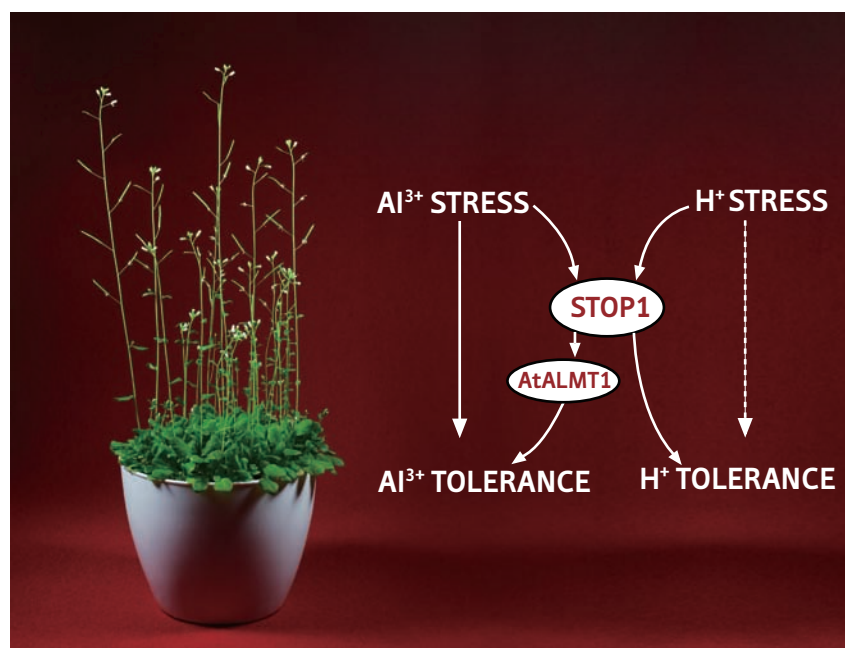 Al³⁺ STRESS
H⁺ STRESS
STOP1
AtALMT1
Al³⁺ TOLERANCE
H⁺ TOLERANCE